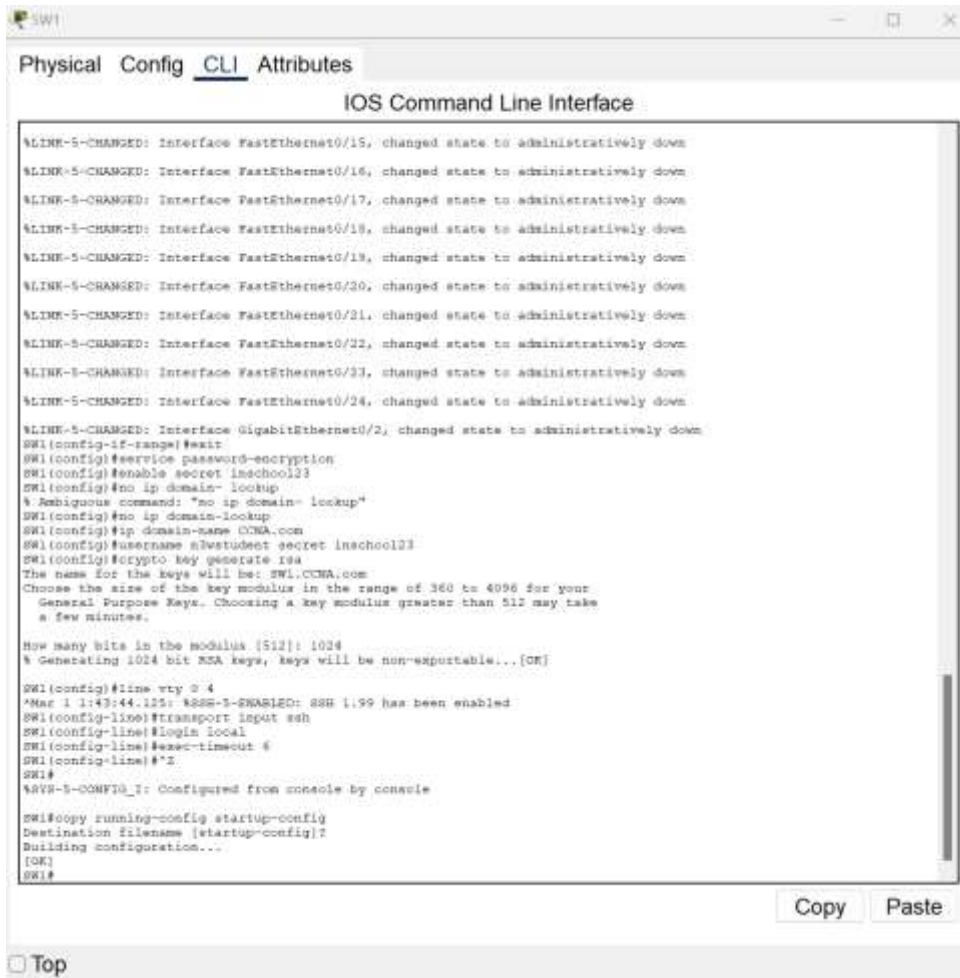 SW1
Physical Config CLI Attributes
IOS Command Line Interface
%LINK-5-CHANGED: Interface FastEthernet0/15, changed state to administratively down
%LINK-5-CHANGED: Interface FastEthernet0/16, changed state to administratively down
%LINK-5-CHANGED: Interface FastEthernet0/17, changed state to administratively down
%LINK-5-CHANGED: Interface FastEthernet0/18, changed state to administratively down
%LINK-5-CHANGED: Interface FastEthernet0/19, changed state to administratively down
%LINK-5-CHANGED: Interface FastEthernet0/20, changed state to administratively down
%LINK-5-CHANGED: Interface FastEthernet0/21, changed state to administratively down
%LINK-5-CHANGED: Interface FastEthernet0/22, changed state to administratively down
%LINK-5-CHANGED: Interface FastEthernet0/23, changed state to administratively down
%LINK-5-CHANGED: Interface FastEthernet0/24, changed state to administratively down
%LINK-5-CHANGED: Interface GigabitEthernet0/2, changed state to administratively down
SW1(config-if-range)#exit
SW1(config)#service password-encryption
SW1(config)#enable secret inschool23
SW1(config)#no ip domain- lookup
% Ambiguous command: "no ip domain- lookup"
SW1(config)#no ip domain-lookup
SW1(config)#ip domain-name CCNA.com
SW1(config)#username n3wstudent secret inschool23
SW1(config)#crypto key generate rsa
The name for the keys will be: SW1.CCNA.com
Choose the size of the key modulus in the range of 360 to 4096 for your
General Purpose Keys. Choosing a key modulus greater than 512 may take
a few minutes.
How many bits in the modulus [512]: 1024
% Generating 1024 bit RSA keys, keys will be non-exportable...[OK]
SW1(config)#line vty 0 4
*Mar 1 1:43:44.125: %SSH-5-ENABLED: SSH 1.99 has been enabled
SW1(config-line)#transport input ssh
SW1(config-line)#login local
SW1(config-line)#exec-timeout 6
SW1(config-line)#^Z
SW1#
%SYS-5-CONFIG_I: Configured from console by console
SW1#copy running-config startup-config
Destination filename [startup-config]?
Building configuration...
[OK]
SW1#
Copy Paste
Top